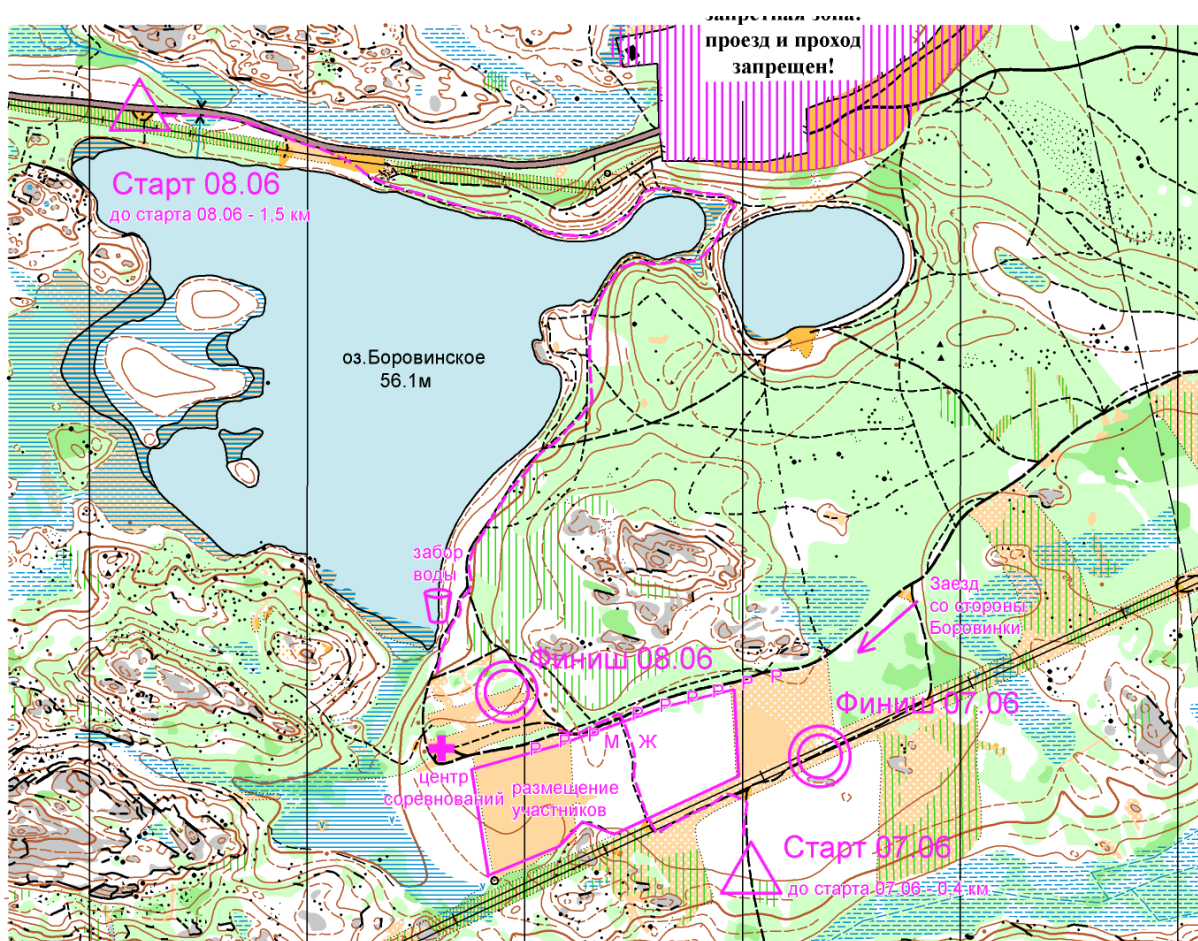 запретная зона!
проезд и проход
запрещен!
Старт 08.06
до старта 08.06 - 1,5 км
оз.Боровинское
56.1м
забор
воды
Заезд
со стороны
Боровинки
Финиш 08.06
Финиш 07.06
P P P P P P P P P
М Ж
центр
соревнований
размещение
участников
Старт 07.06
до старта 07.06 - 0,4 км